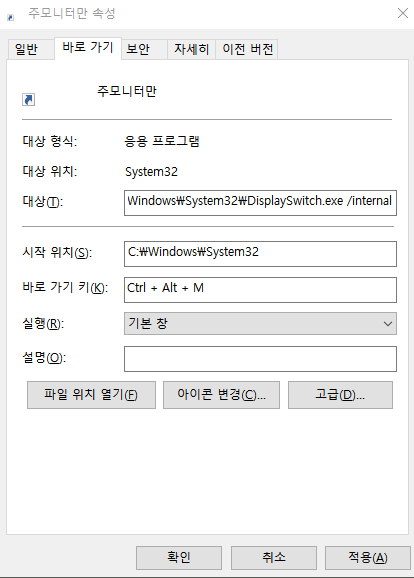 주모니터만 속성
일반 바로 가기 보안 자세히 이전 버전
주모니터만
대상 형식: 응용 프로그램
대상 위치: System32
대상(T): Windows\System32\DisplaySwitch.exe /internal
시작 위치(S): C:\Windows\System32
바로 가기 키(K): Ctrl + Alt + M
실행(R): 기본 창
설명(O):
파일 위치 열기(F) 아이콘 변경(C)... 고급(D)...
확인 취소 적용(A)